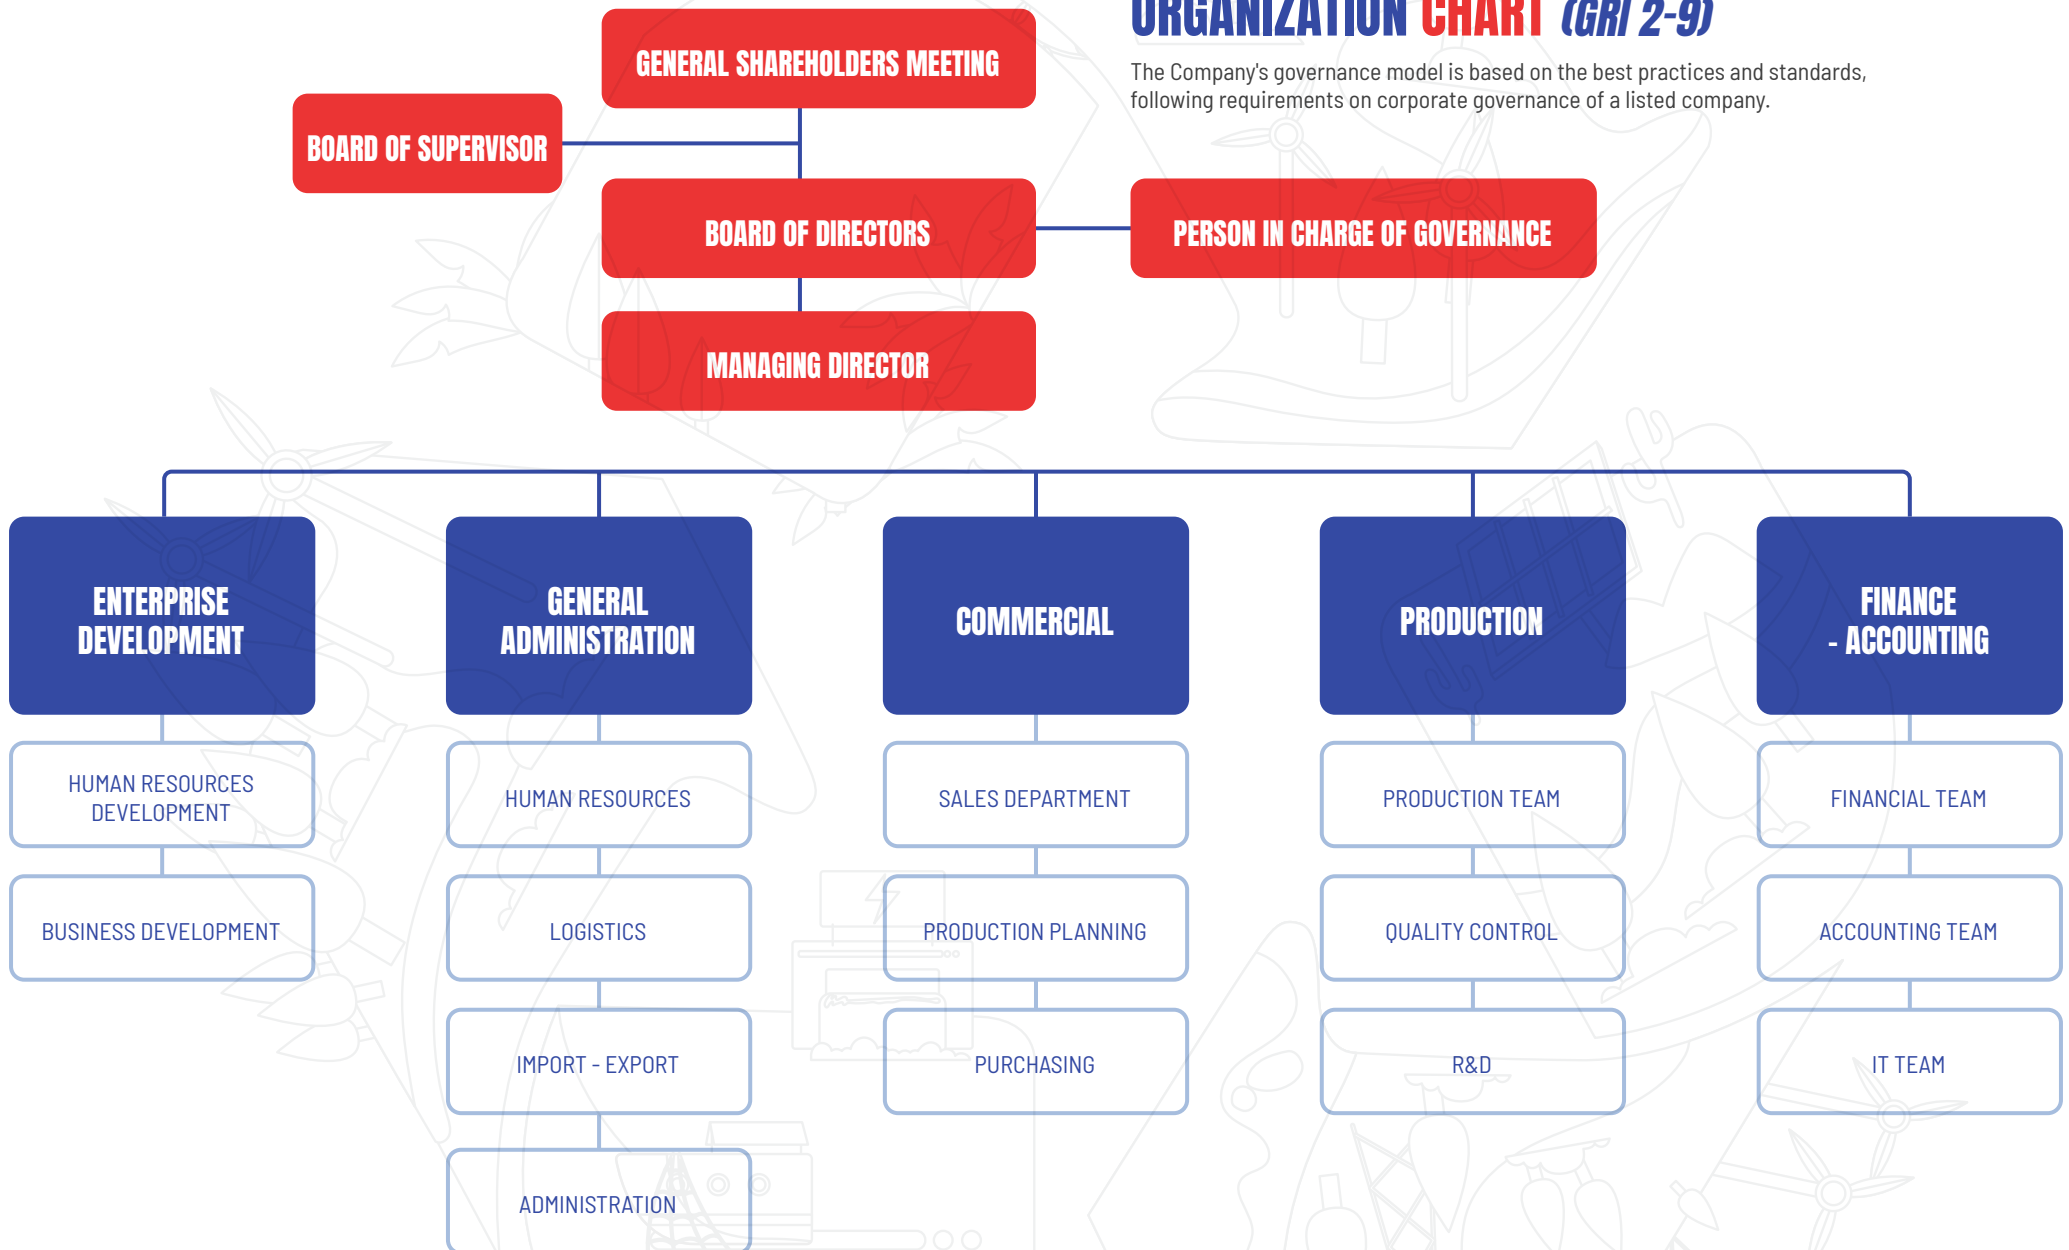 ORGANIZATION CHART (GRI 2-9)
The Company's governance model is based on the best practices and standards,
following requirements on corporate governance of a listed company.
GENERAL SHAREHOLDERS MEETING
BOARD OF SUPERVISOR
BOARD OF DIRECTORS
PERSON IN CHARGE OF GOVERNANCE
MANAGING DIRECTOR
ENTERPRISE
DEVELOPMENT
HUMAN RESOURCES
DEVELOPMENT
BUSINESS DEVELOPMENT
GENERAL
ADMINISTRATION
HUMAN RESOURCES
LOGISTICS
IMPORT - EXPORT
ADMINISTRATION
COMMERCIAL
SALES DEPARTMENT
PRODUCTION PLANNING
PURCHASING
PRODUCTION
PRODUCTION TEAM
QUALITY CONTROL
R&D
FINANCE
- ACCOUNTING
FINANCIAL TEAM
ACCOUNTING TEAM
IT TEAM